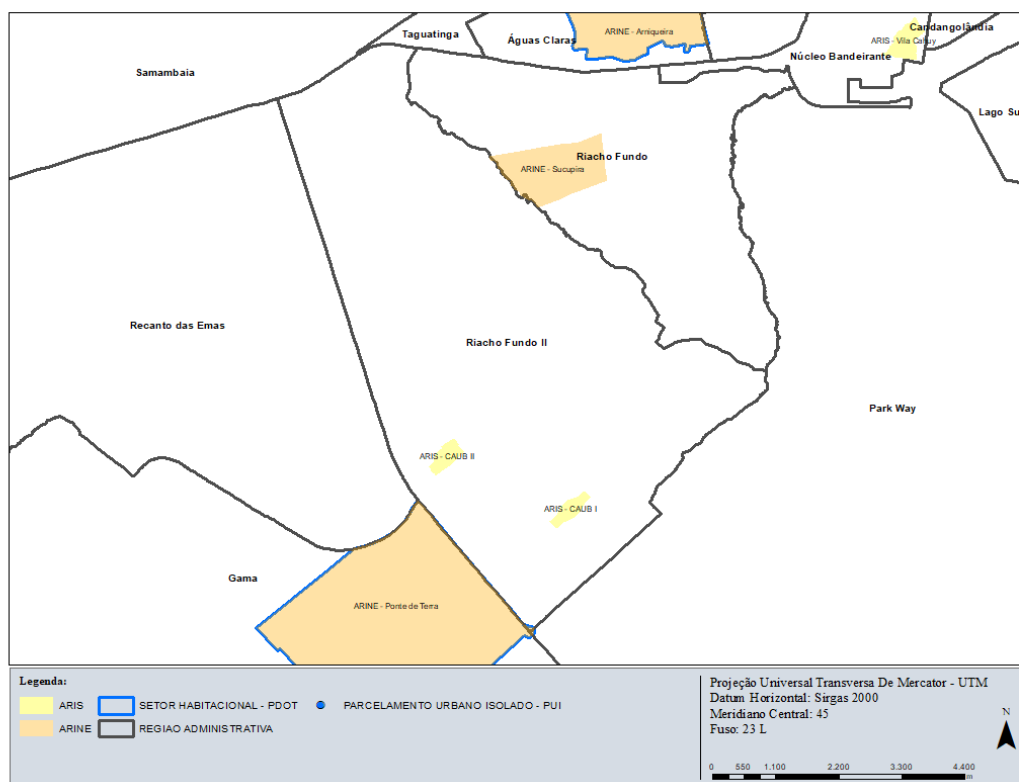 Candangolândia
Taguatinga
ARINE - Arniqueira
Águas Claras
ARIS - Vila Cahuy
Núcleo Bandeirante
Samambaia
Lago Su
Riacho Fundo
ARINE - Sucupira
Recanto das Emas
Riacho Fundo II
Park Way
ARIS - CAUB II
ARIS - CAUB I
Gama
ARINE - Ponte de Terra
Legenda:
ARIS
SETOR HABITACIONAL - PDOT
PARCELAMENTO URBANO ISOLADO - PUI
ARINE
REGIAO ADMINISTRATIVA
Projeção Universal Transversa De Mercator - UTM
Datum Horizontal: Sirgas 2000
Meridiano Central: 45
Fuso: 23 L
N
0 550 1.100 2.200 3.300 4.400
m